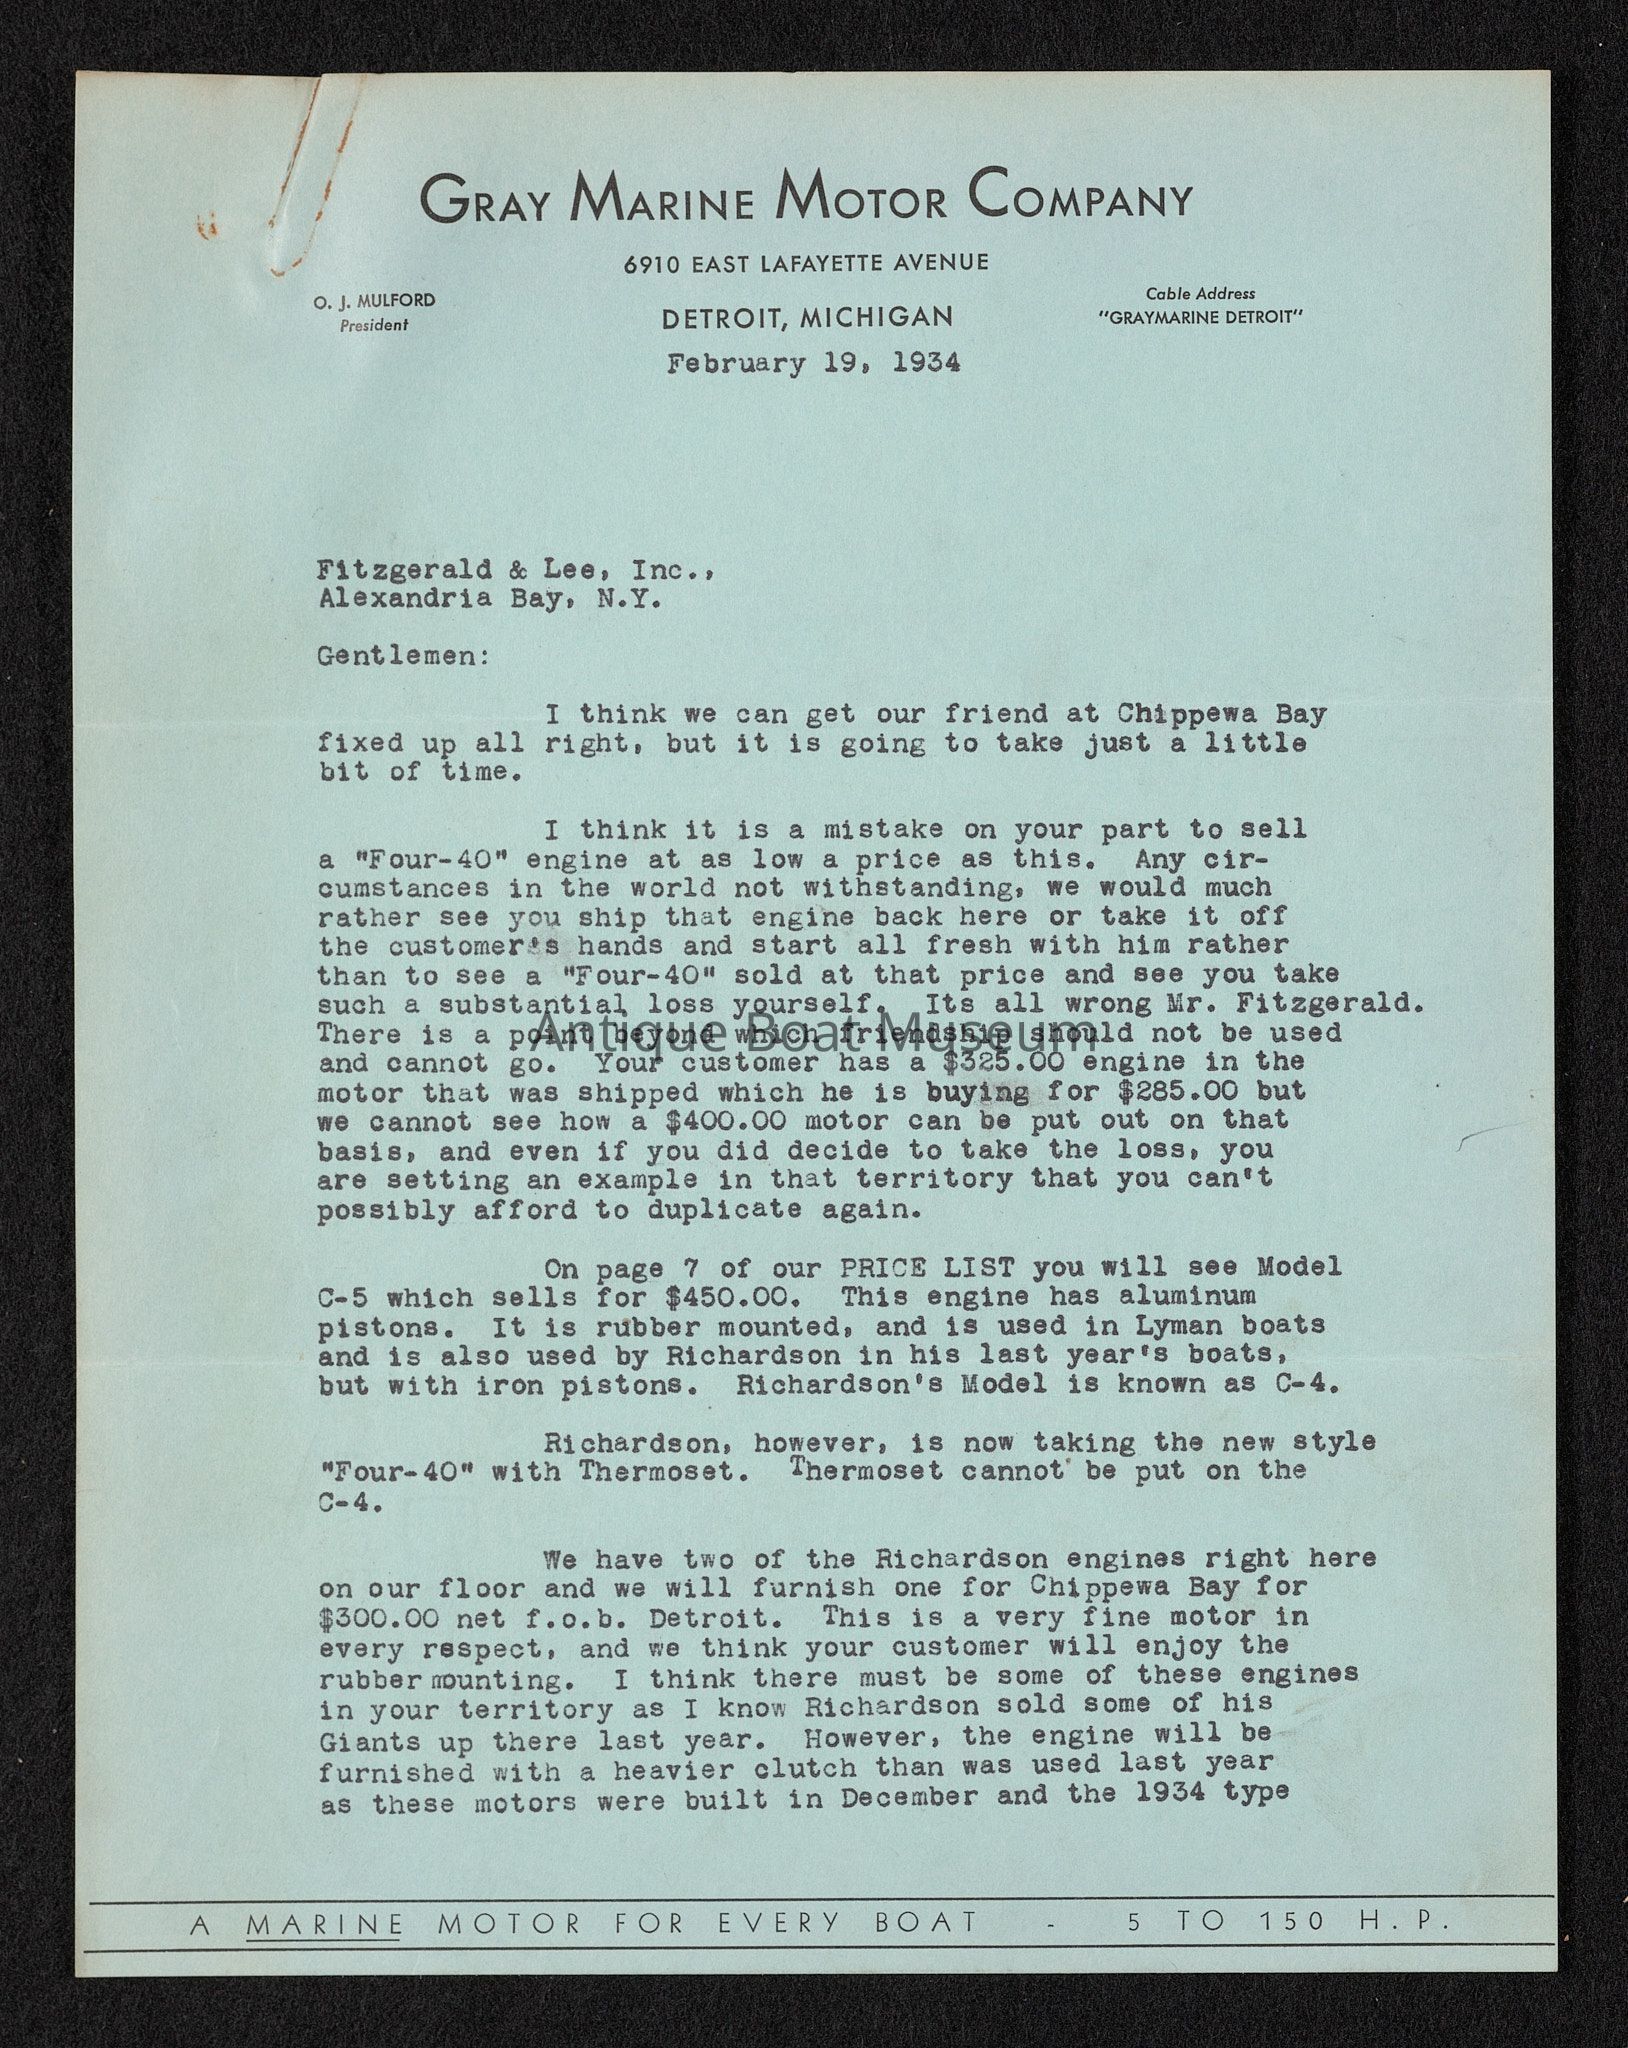 GRAY MARINE MOTOR COMPANY
6910 EAST LAFAYETTE AVENUE
O. J. MULFORD
President
DETROIT, MICHIGAN
Cable Address
"GRAYMARINE DETROIT"
February 19, 1934
Fitzgerald & Lee, Inc.,
Alexandria Bay, N.Y.
Gentlemen:
I think we can get our friend at Chippewa Bay
fixed up all right, but it is going to take just a little
bit of time.
I think it is a mistake on your part to sell
a "Four-40" engine at as low a price as this. Any cir-
cumstances in the world not withstanding, we would much
rather see you ship that engine back here or take it off
the customer's hands and start all fresh with him rather
than to see a "Four-40" sold at that price and see you take
such a substantial loss yourself. Its all wrong Mr. Fitzgerald.
There is a point beyond which friendship should not be used
Antique Boat Museum
and cannot go. Your customer has a $325.00 engine in the
motor that was shipped which he is buying for $285.00 but
we cannot see how a $400.00 motor can be put out on that
basis, and even if you did decide to take the loss, you
are setting an example in that territory that you can't
possibly afford to duplicate again.
On page 7 of our PRICE LIST you will see Model
C-5 which sells for $450.00. This engine has aluminum
pistons. It is rubber mounted, and is used in Lyman boats
and is also used by Richardson in his last year's boats,
but with iron pistons. Richardson's Model is known as C-4.
Richardson, however, is now taking the new style
"Four-40" with Thermoset. Thermoset cannot be put on the
C-4.
We have two of the Richardson engines right here
on our floor and we will furnish one for Chippewa Bay for
$300.00 net f.o.b. Detroit. This is a very fine motor in
every respect, and we think your customer will enjoy the
rubber mounting. I think there must be some of these engines
in your territory as I know Richardson sold some of his
Giants up there last year. However, the engine will be
furnished with a heavier clutch than was used last year
as these motors were built in December and the 1934 type
A MARINE MOTOR FOR EVERY BOAT - 5 TO 150 H.P.